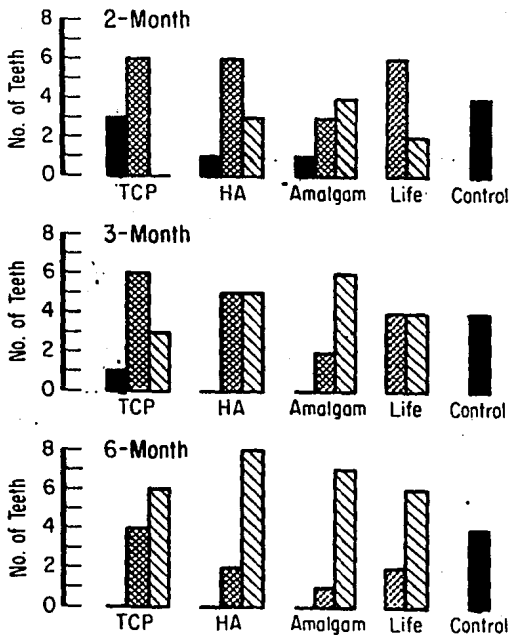 2-Month
No. of Teeth
8
6
4
2
0
TCP HA Amalgam Life Control
3-Month
No. of Teeth
8
6
4
2
0
TCP HA Amalgam Life Control
6-Month
No. of Teeth
8
6
4
2
0
TCP HA Amalgam Life Control